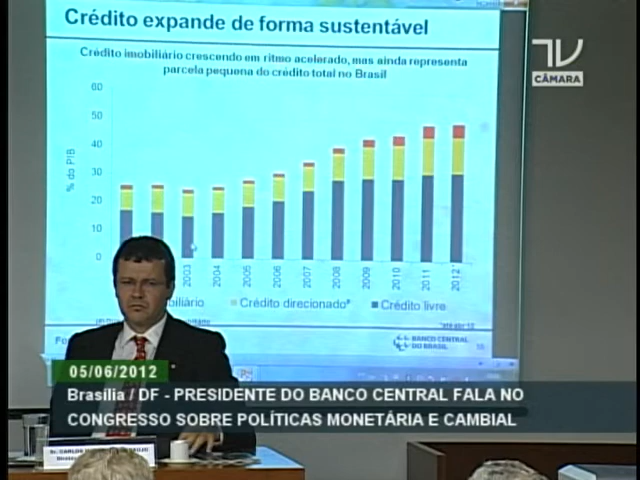 Crédito expande de forma sustentável
Crédito imobiliário crescendo em ritmo acelerado, mas ainda representa
parcela pequena do crédito total no Brasil
TV
CÂMARA
% do PIB
60
50
40
30
20
10
0
2003 2004 2005 2006 2007 2008 2009 2010 2011 2012*
biliário Crédito direcionado* Crédito livre
BANCO CENTRAL
DO BRASIL
05/06/2012
Brasília / DF - PRESIDENTE DO BANCO CENTRAL FALA NO
CONGRESSO SOBRE POLÍTICAS MONETÁRIA E CAMBIAL